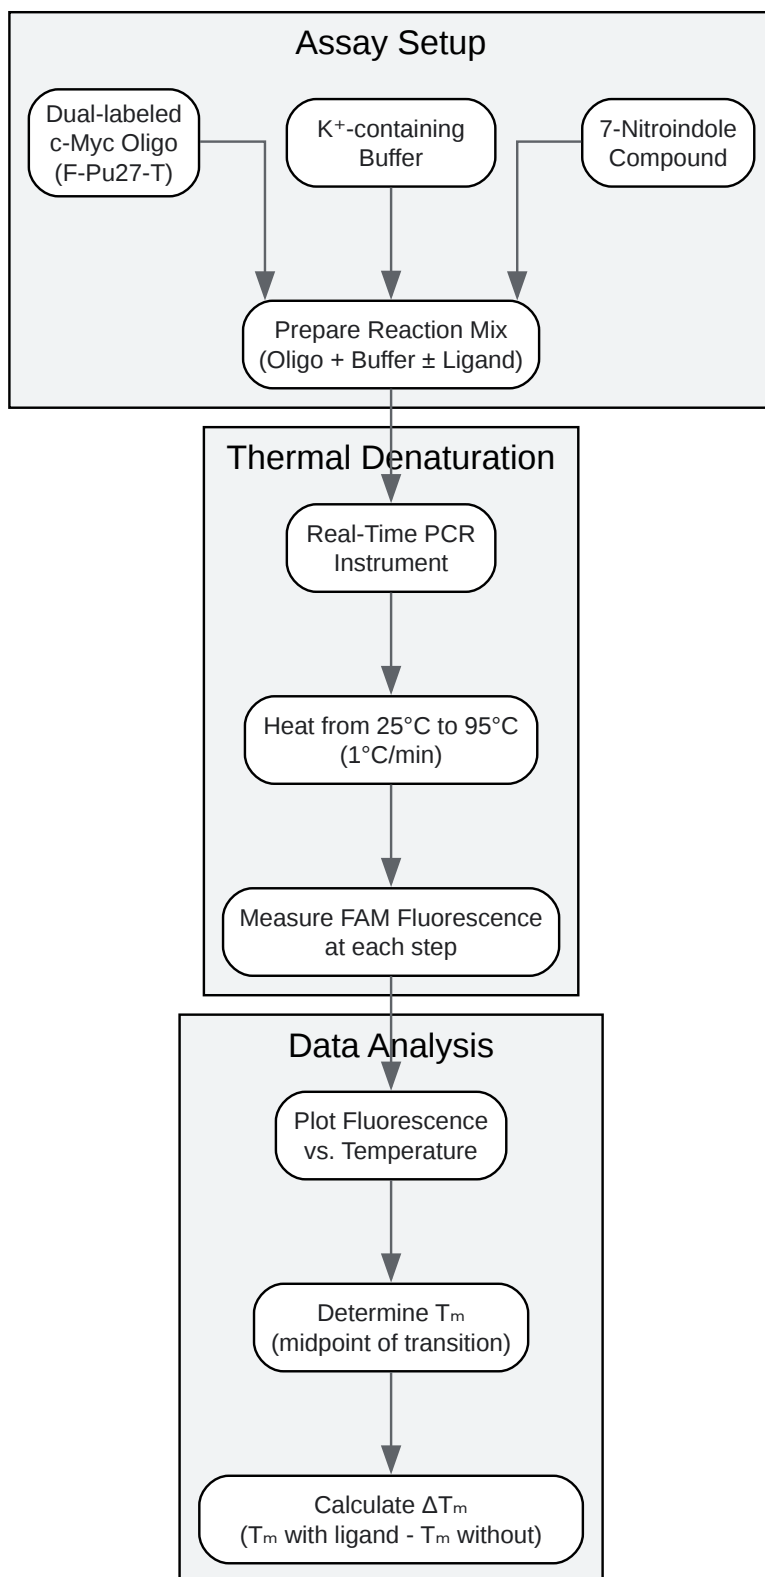 Assay Setup
Dual-labeled
c-Myc Oligo
(F-Pu27-T)
K⁺-containing
Buffer
7-Nitroindole
Compound
Prepare Reaction Mix
(Oligo + Buffer ± Ligand)
Thermal Denaturation
Real-Time PCR
Instrument
Heat from 25°C to 95°C
(1°C/min)
Measure FAM Fluorescence
at each step
Data Analysis
Plot Fluorescence
vs. Temperature
Determine Tₘ
(midpoint of transition)
Calculate ΔTₘ
(Tₘ with ligand - Tₘ without)